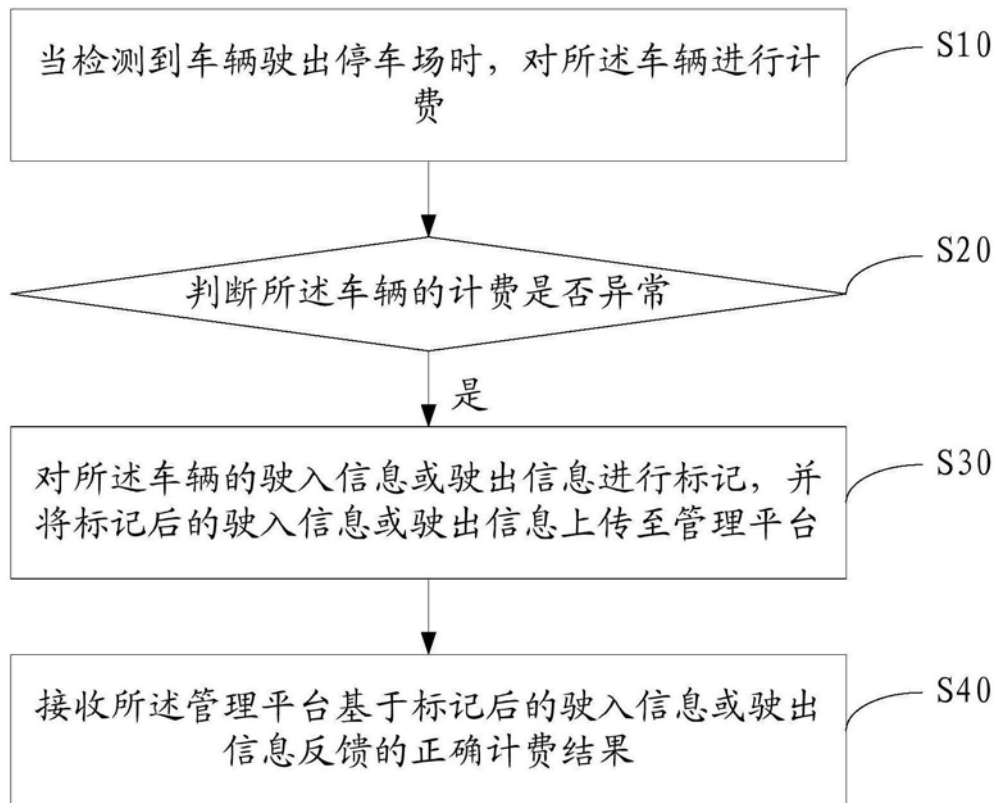 当检测到车辆驶出停车场时，对所述车辆进行计
费
S10
判断所述车辆的计费是否异常
S20
是
对所述车辆的驶入信息或驶出信息进行标记，并
将标记后的驶入信息或驶出信息上传至管理平台
S30
接收所述管理平台基于标记后的驶入信息或驶出
信息反馈的正确计费结果
S40